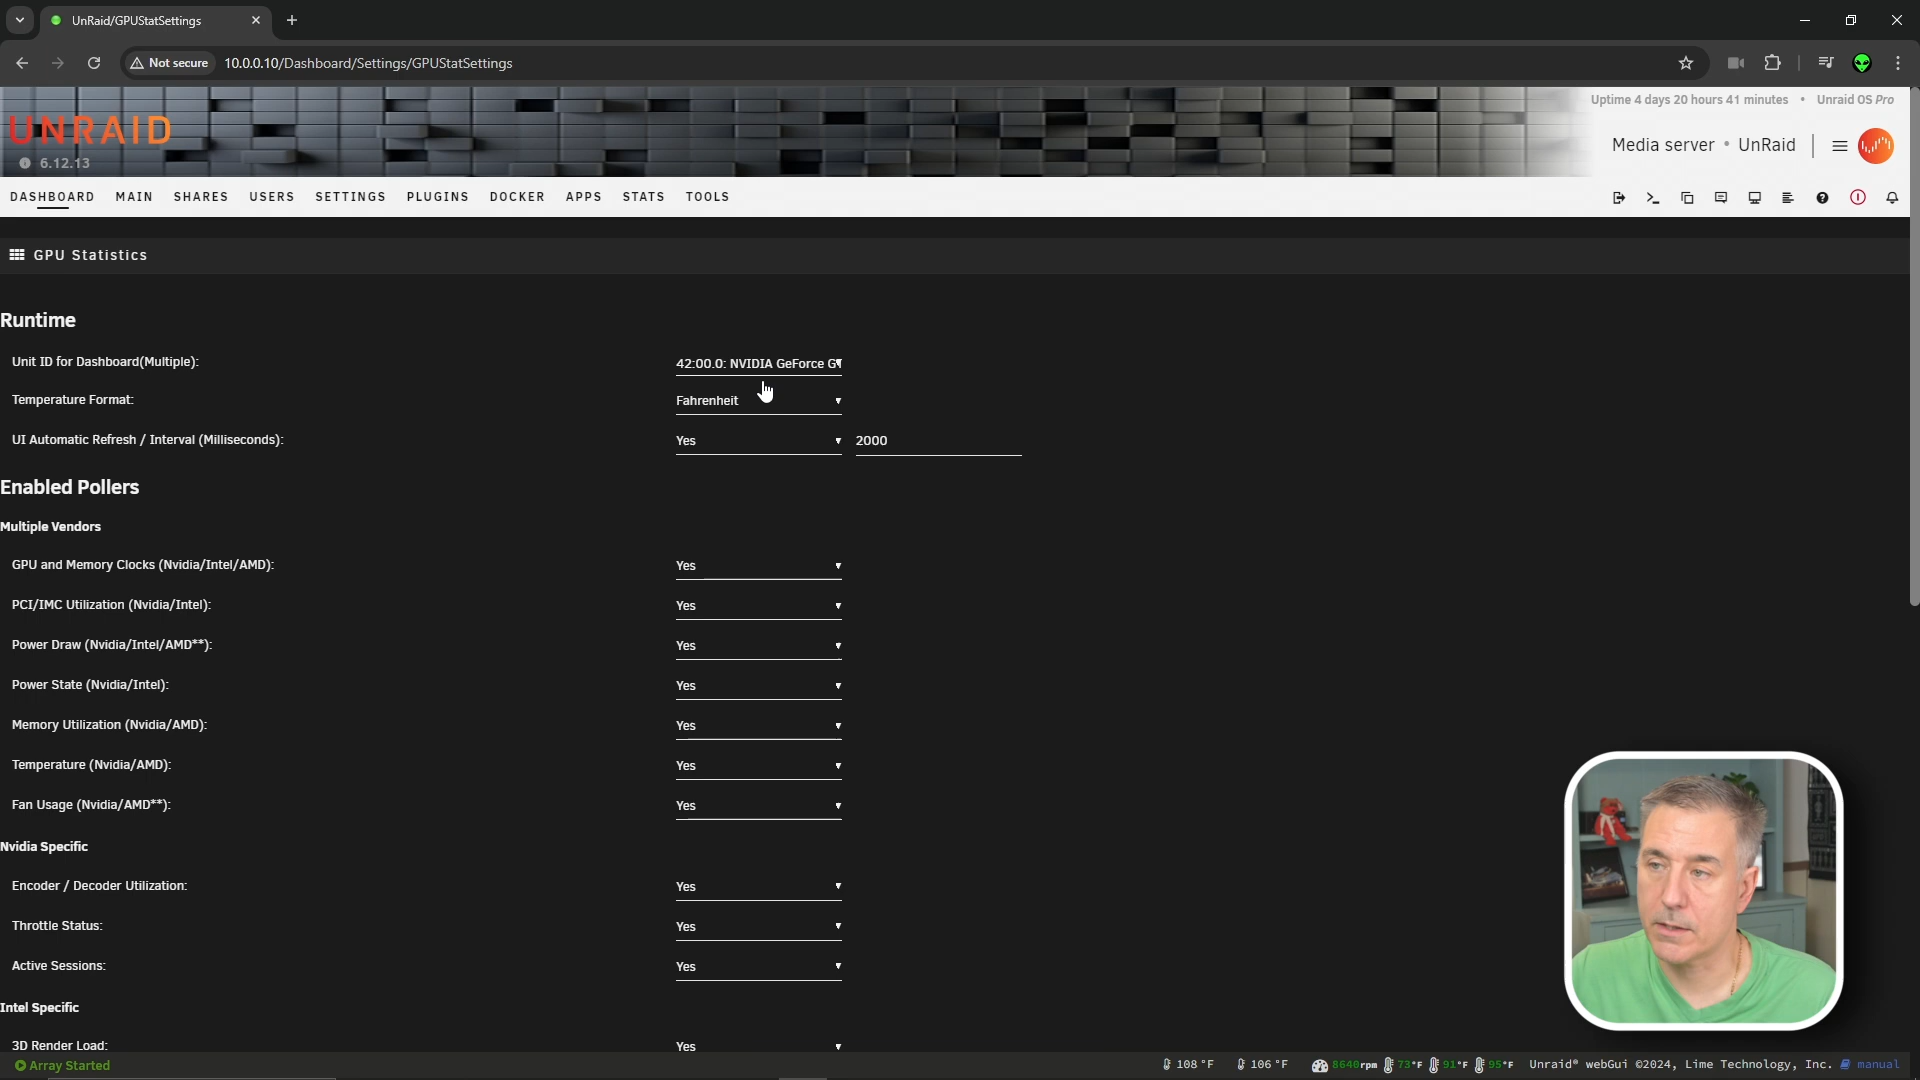 UnRaid/GPUStatSettings
Not secure 10.0.0.10/Dashboard/Settings/GPUStatSettings
Uptime 4 days 20 hours 41 minutes • Unraid OS Pro
UNRAID
6.12.13
Media server • UnRaid
DASHBOARD MAIN SHARES USERS SETTINGS PLUGINS DOCKER APPS STATS TOOLS
GPU Statistics
Runtime
Unit ID for Dashboard(Multiple): 42:00.0: NVIDIA GeForce G
Temperature Format: Fahrenheit
UI Automatic Refresh / Interval (Milliseconds): Yes 2000
Enabled Pollers
Multiple Vendors
GPU and Memory Clocks (Nvidia/Intel/AMD): Yes
PCI/IMC Utilization (Nvidia/Intel): Yes
Power Draw (Nvidia/Intel/AMD**): Yes
Power State (Nvidia/Intel): Yes
Memory Utilization (Nvidia/AMD): Yes
Temperature (Nvidia/AMD): Yes
Fan Usage (Nvidia/AMD**): Yes
Nvidia Specific
Encoder / Decoder Utilization: Yes
Throttle Status: Yes
Active Sessions: Yes
Intel Specific
3D Render Load: Yes
Array Started 108 °F 106 °F 8640 rpm 73 °F 91 °F 95 °F Unraid® webGui ©2024, Lime Technology, Inc. manual